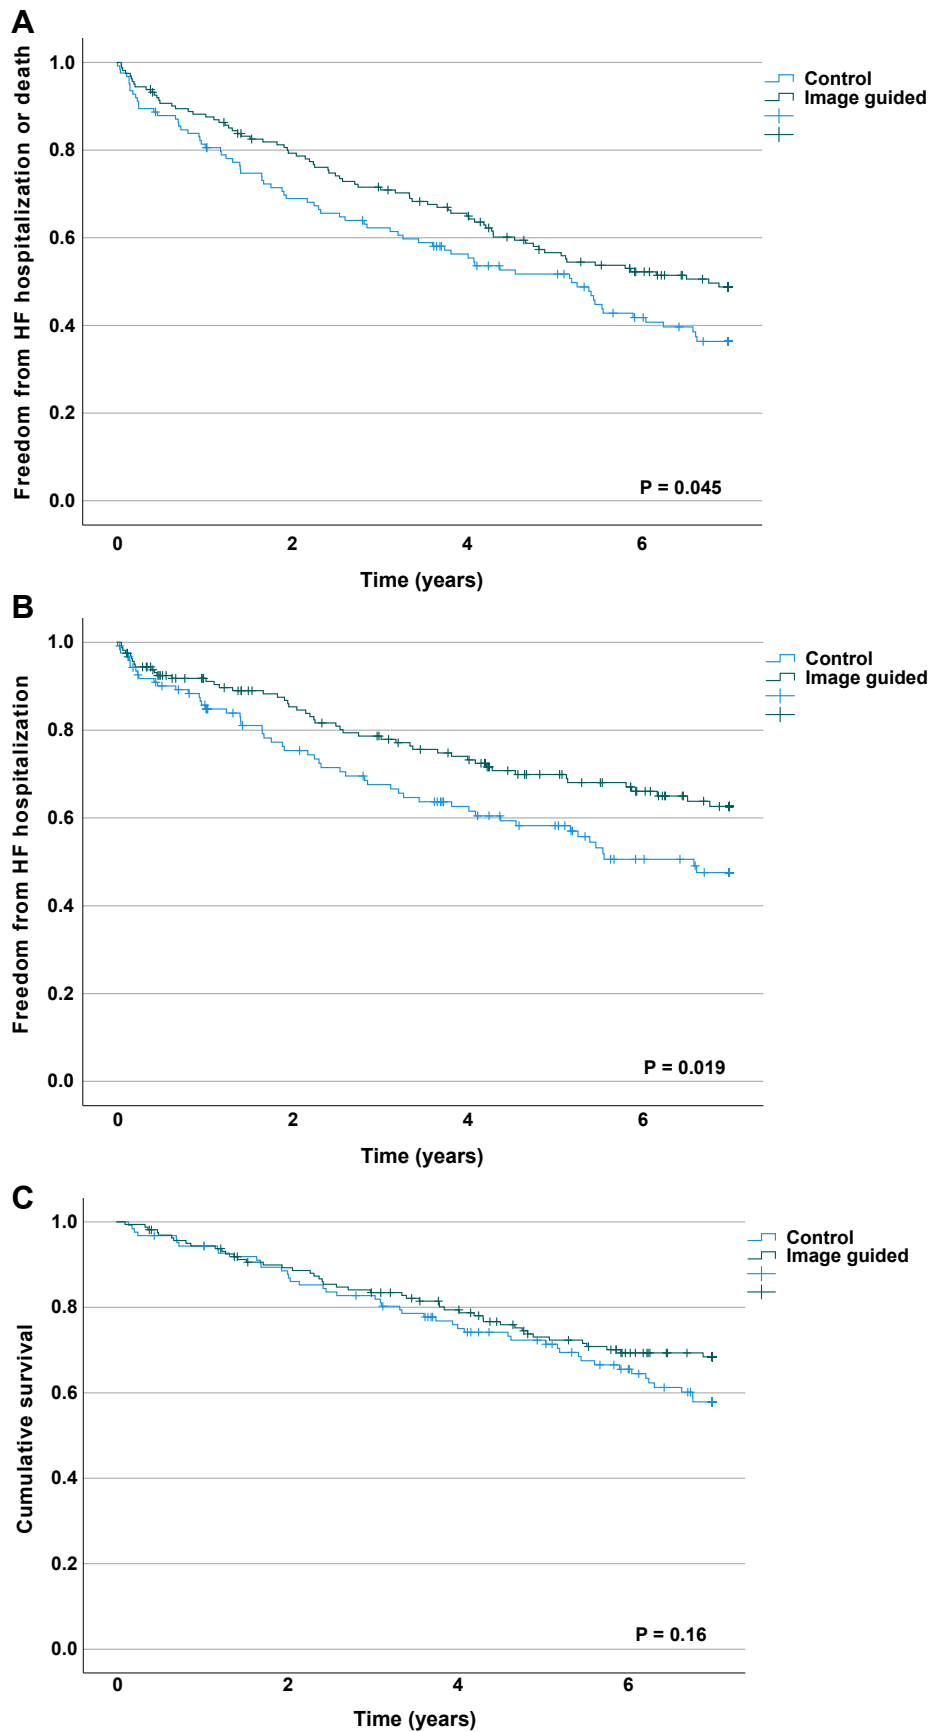 A
Freedom from HF hospitalization or death
1.0
0.8
0.6
0.4
0.2
0.0
Control
Image guided
P = 0.045
0 2 4 6
Time (years)
B
Freedom from HF hospitalization
1.0
0.8
0.6
0.4
0.2
0.0
Control
Image guided
P = 0.019
0 2 4 6
Time (years)
C
Cumulative survival
1.0
0.8
0.6
0.4
0.2
0.0
Control
Image guided
P = 0.16
0 2 4 6
Time (years)